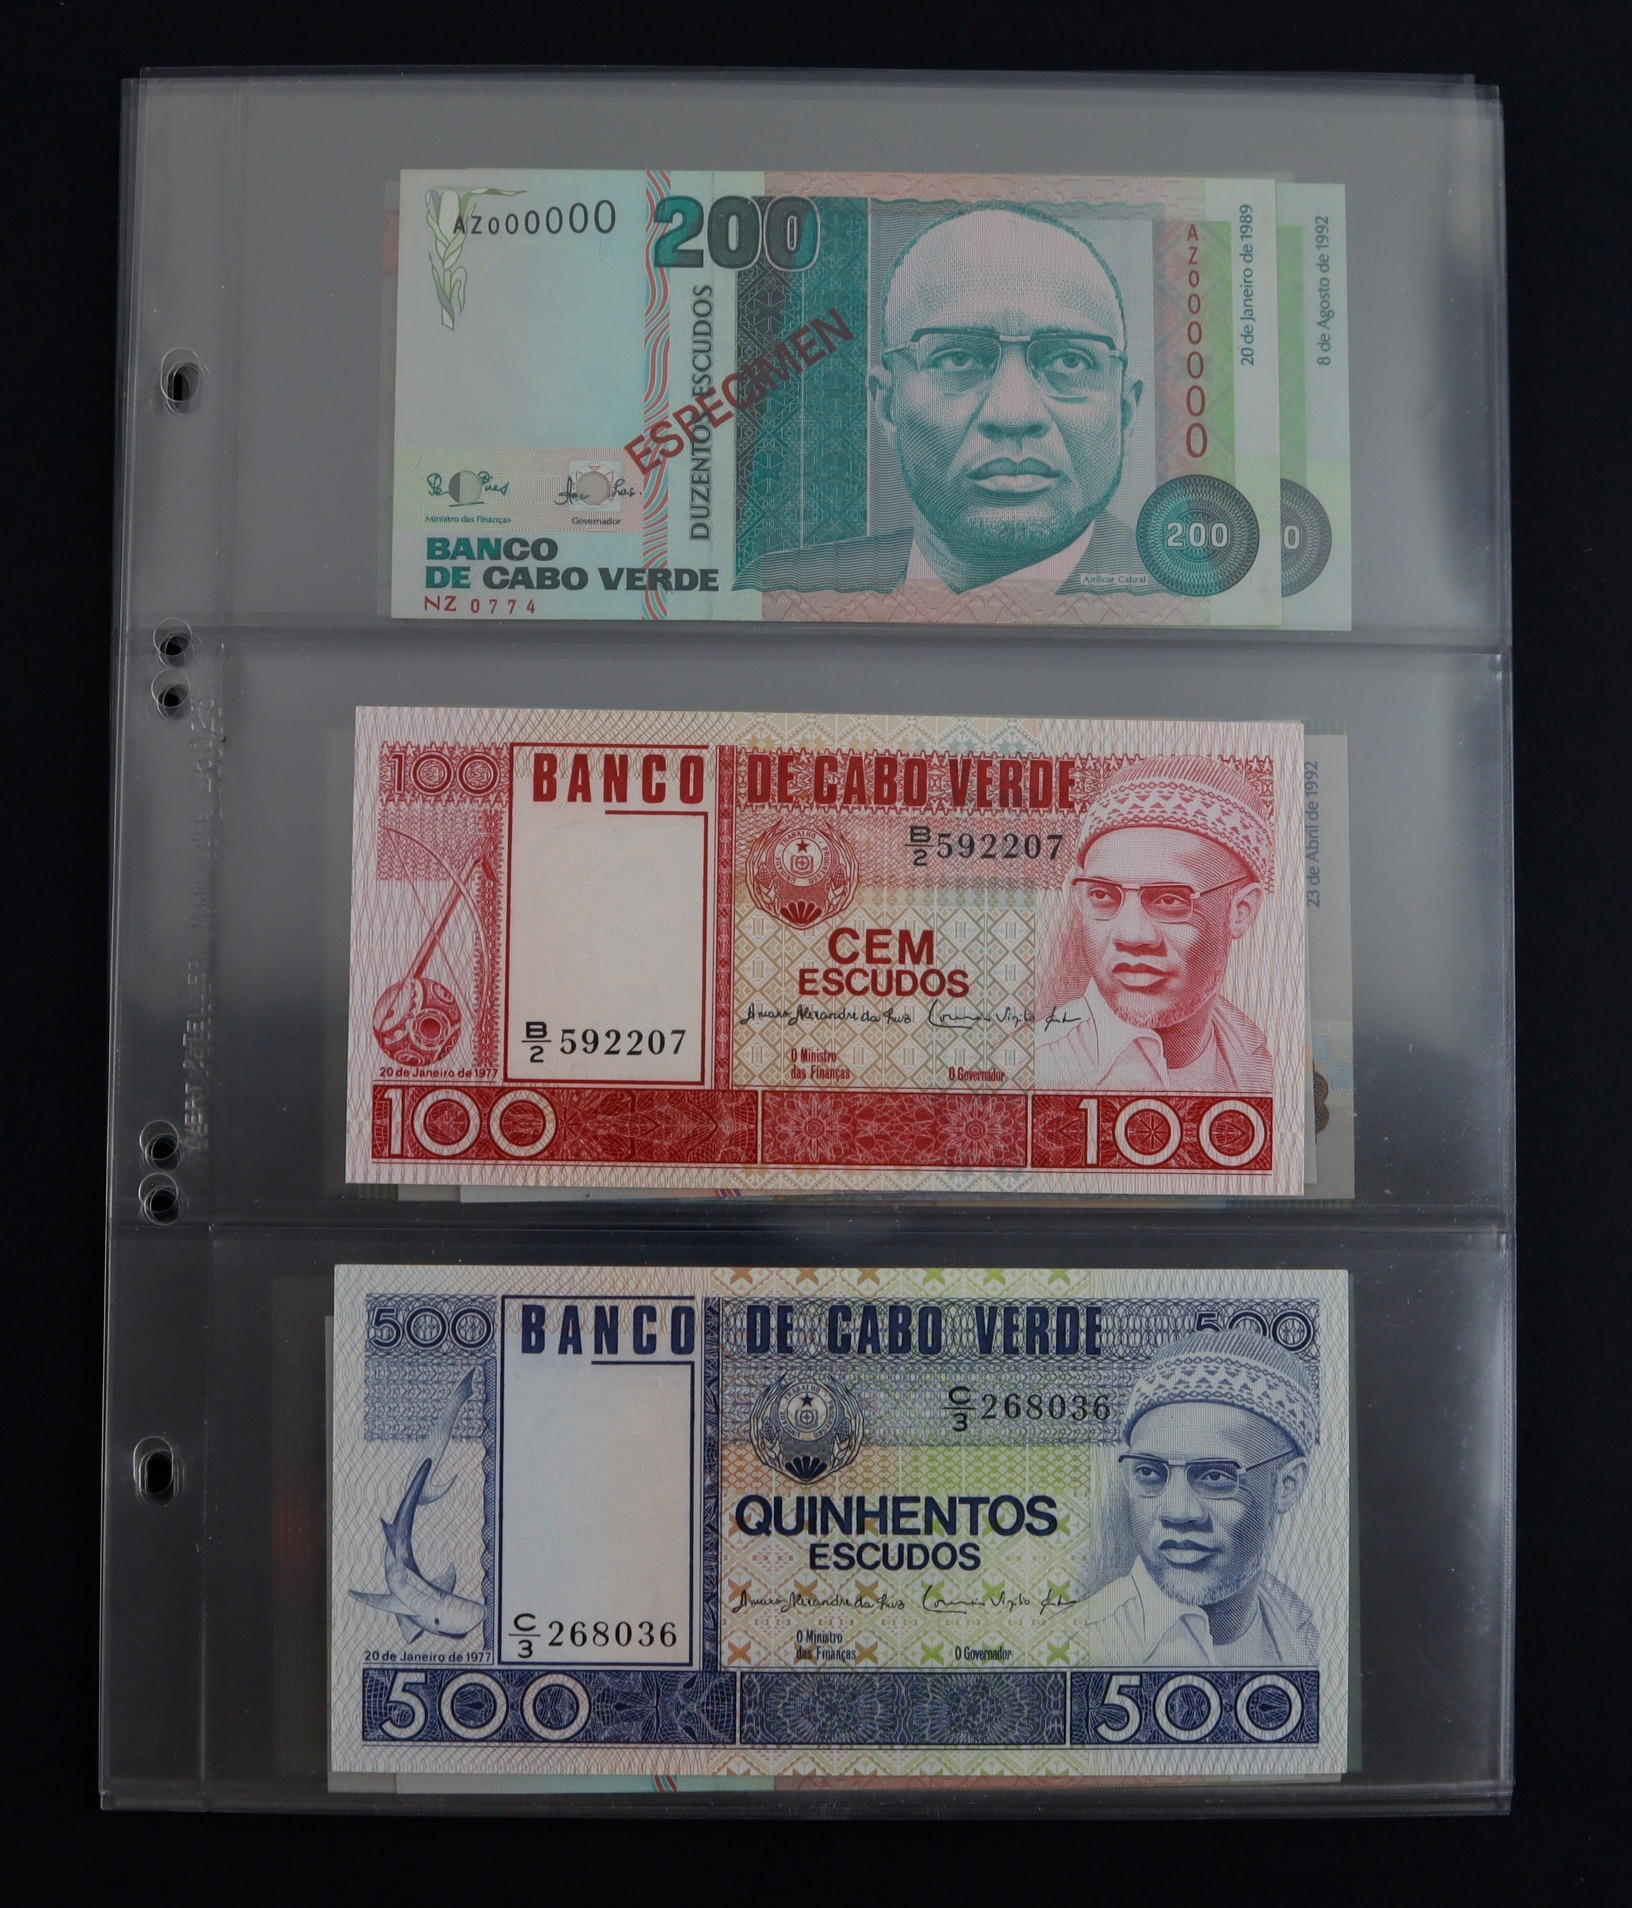 AZ000000
200
DUZENTOS ESCUDOS
ESPECIMEN
AZ000000
20 de Janeiro de 1989
8 de Agosto de 1992
Ministro das Finanças
Governador
BANCO
DE CABO VERDE
NZ 0774
Amílcar Cabral
200
0
100
BANCO DE CABO VERDE
B/2 592207
CEM
ESCUDOS
B/2 592207
O Ministro
das Finanças
O Governador
20 de Janeiro de 1977
100
100
23 de Abril de 1992
500
BANCO DE CABO VERDE
500
C/3 268036
QUINHENTOS
ESCUDOS
C/3 268036
O Ministro
das Finanças
O Governador
20 de Janeiro de 1977
500
500